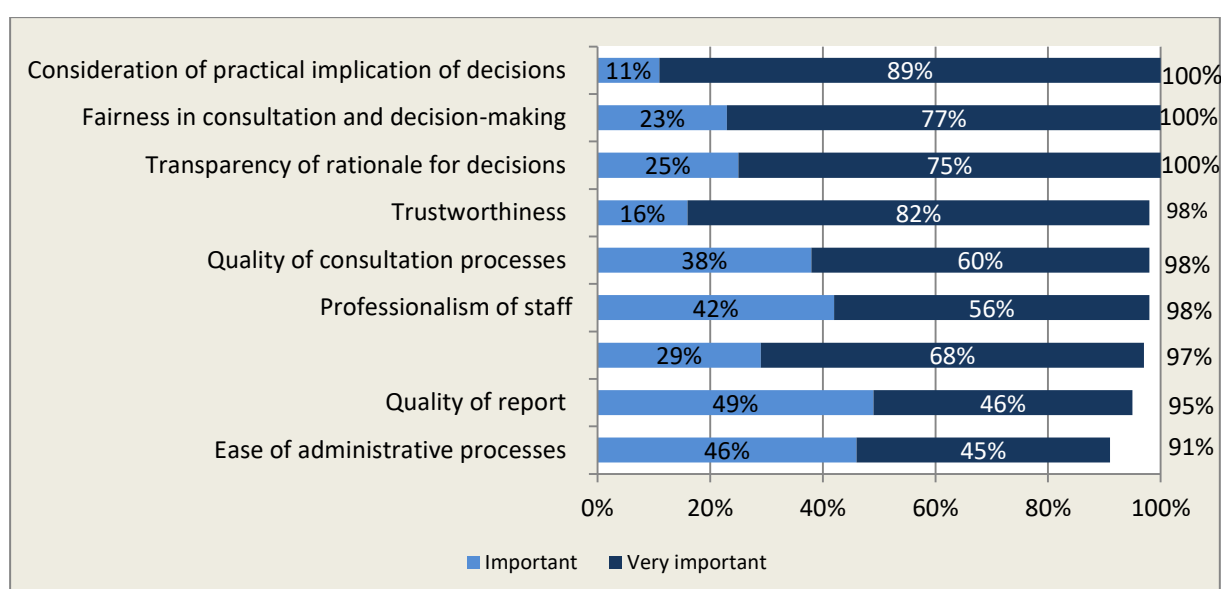 Consideration of practical implication of decisions 11% 89% 100%
Fairness in consultation and decision-making 23% 77% 100%
Transparency of rationale for decisions 25% 75% 100%
Trustworthiness 16% 82% 98%
Quality of consultation processes 38% 60% 98%
Professionalism of staff 42% 56% 98%
29% 68% 97%
Quality of report 49% 46% 95%
Ease of administrative processes 46% 45% 91%
0% 20% 40% 60% 80% 100%
Important Very important